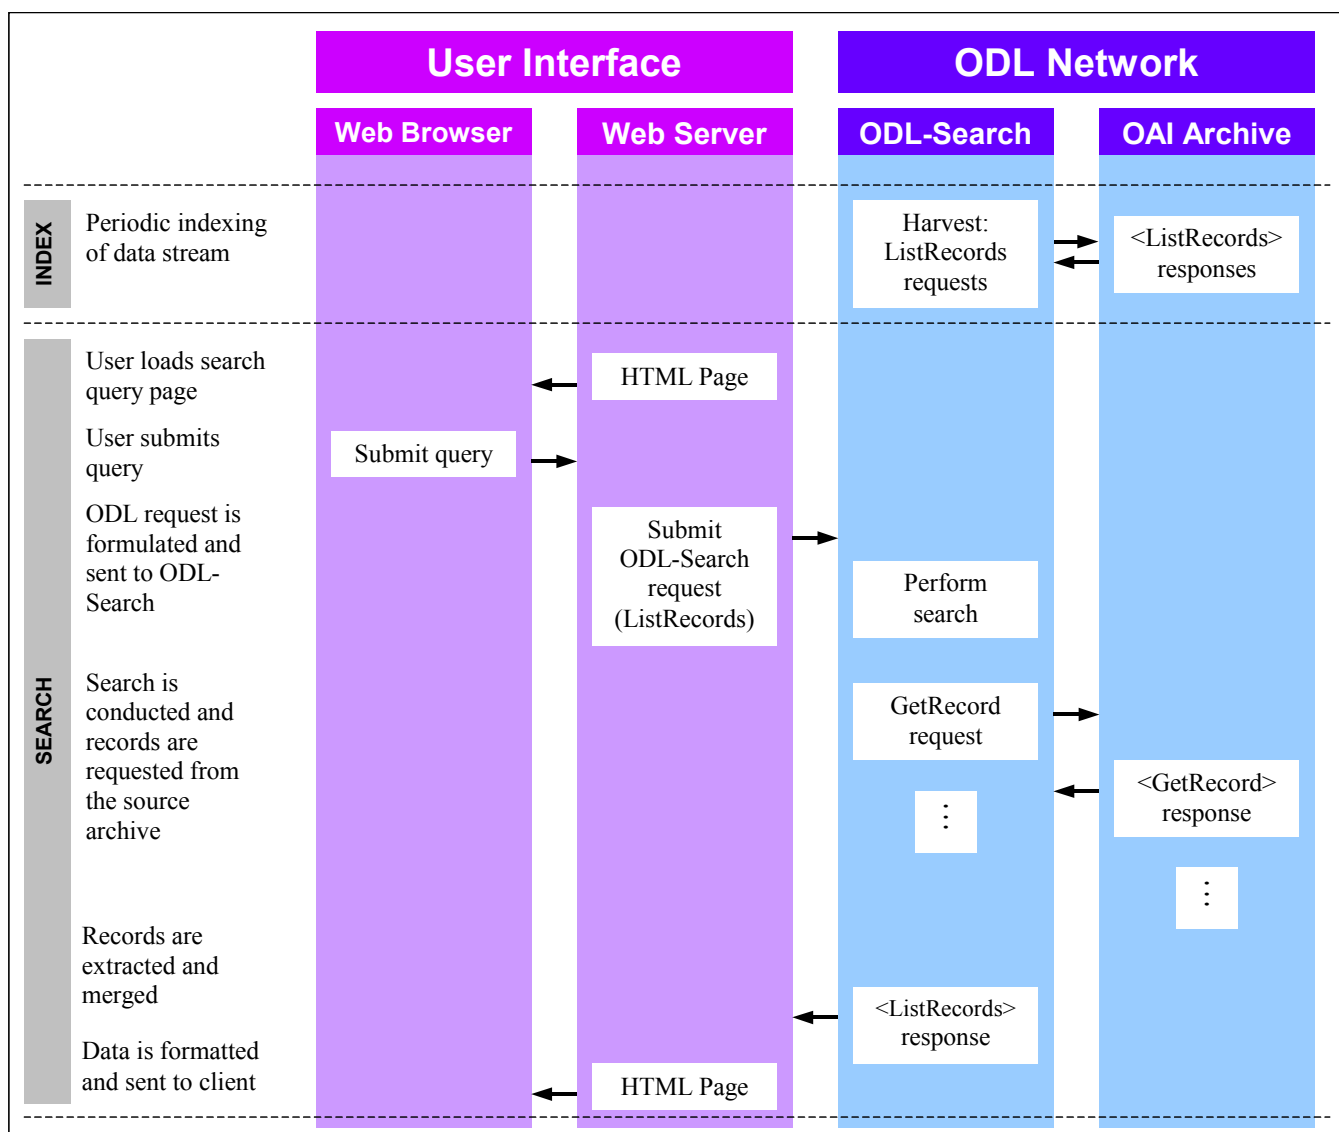 User Interface
ODL Network
Web Browser
Web Server
ODL-Search
OAI Archive
INDEX
Periodic indexing
of data stream
Harvest:
ListRecords
requests
<ListRecords>
responses
SEARCH
User loads search
query page
HTML Page
User submits
query
Submit query
ODL request is
formulated and
sent to ODL-
Search
Submit
ODL-Search
request
(ListRecords)
Perform
search
Search is
conducted and
records are
requested from
the source
archive
GetRecord
request
<GetRecord>
response
⋮
⋮
Records are
extracted and
merged
<ListRecords>
response
Data is formatted
and sent to client
HTML Page